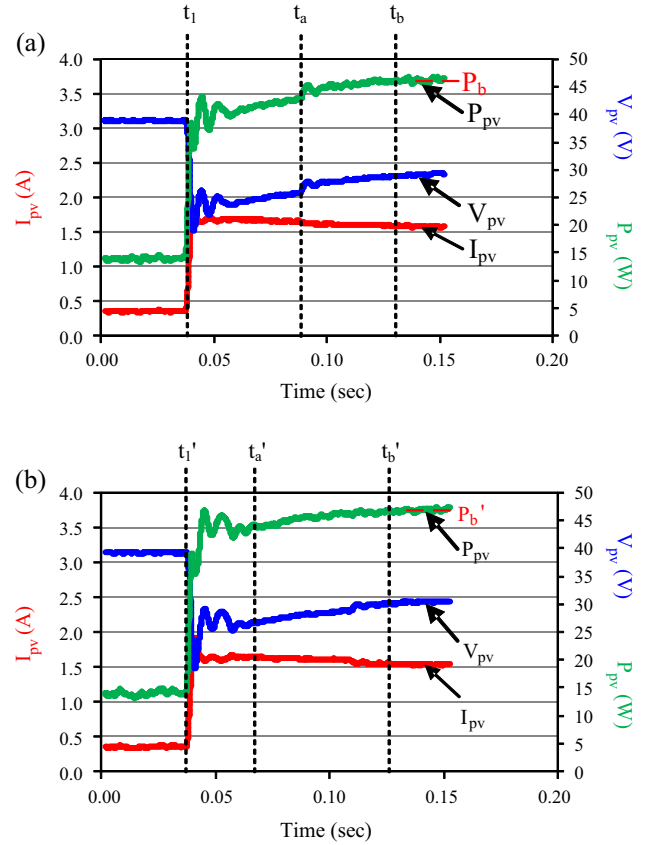 (a)
t1 ta tb
4.0 50
3.5 45
3.0 40
2.5 35
2.0 30
1.5 25
1.0 20
0.5 15
0.0 10
5
0
Pb
Ppv
Vpv
Ipv
Ipv (A)
Vpv (V)
Ppv (W)
0.00 0.05 0.10 0.15 0.20
Time (sec)
(b)
t1' ta' tb'
4.0 50
3.5 45
3.0 40
2.5 35
2.0 30
1.5 25
1.0 20
0.5 15
0.0 10
5
0
Pb'
Ppv
Vpv
Ipv
Ipv (A)
Vpv (V)
Ppv (W)
0.00 0.05 0.10 0.15 0.20
Time (sec)